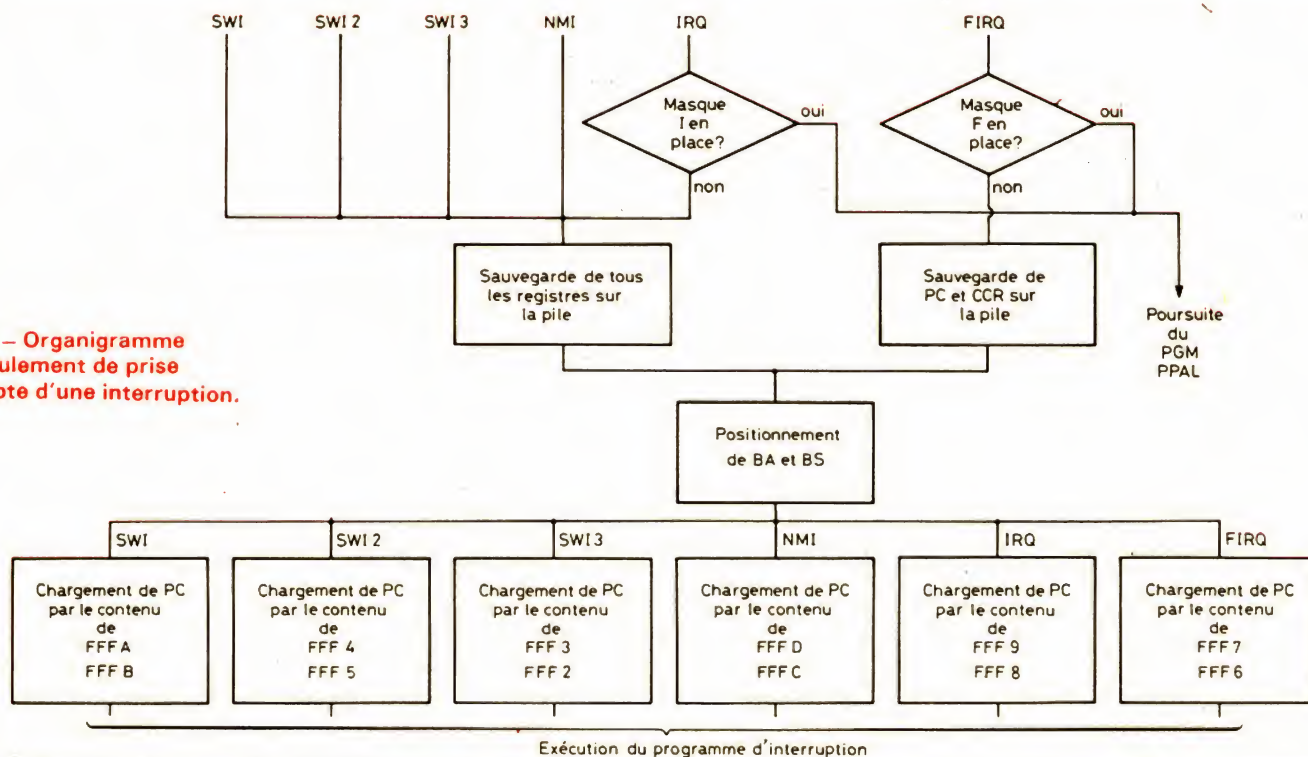 SWI SWI 2 SWI 3 NMI IRQ FIRQ
Masque
I en
place?
oui
non
Masque
F en
place?
oui
non
Sauvegarde de tous
les registres sur
la pile
Sauvegarde de
PC et CCR sur
la pile
Poursuite
du
PGM
PPAL
– Organigramme
ulement de prise
pte d'une interruption.
Positionnement
de BA et BS
SWI
Chargement de PC
par le contenu
de
FFF A
FFF B
SWI 2
Chargement de PC
par le contenu
de
FFF 4
FFF 5
SWI 3
Chargement de PC
par le contenu
de
FFF 3
FFF 2
NMI
Chargement de PC
par le contenu
de
FFF D
FFF C
IRQ
Chargement de PC
par le contenu
de
FFF 9
FFF 8
FIRQ
Chargement de PC
par le contenu
de
FFF 7
FFF 6
Exécution du programme d'interruption